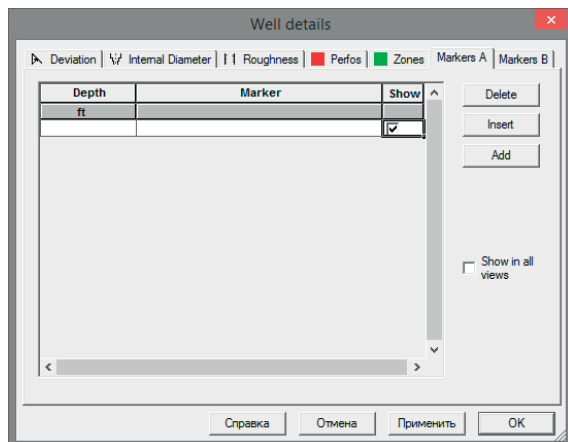 Well details
Deviation Internal Diameter Roughness Perfos Zones Markers A Markers B
Depth Marker Show
ft
Delete
Insert
Add
Show in all
views
Справка Отмена Применить OK